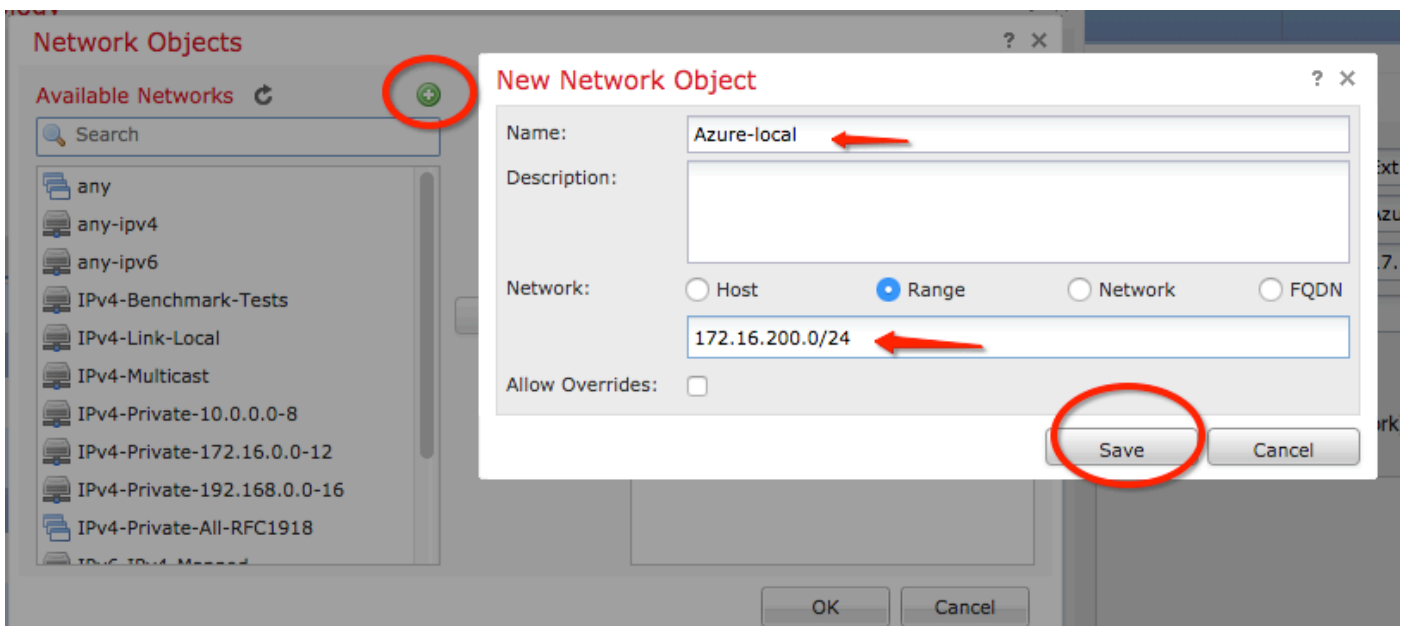 Network Objects
? ×
Available Networks
Search
any
any-ipv4
any-ipv6
IPv4-Benchmark-Tests
IPv4-Link-Local
IPv4-Multicast
IPv4-Private-10.0.0.0-8
IPv4-Private-172.16.0.0-12
IPv4-Private-192.168.0.0-16
IPv4-Private-All-RFC1918
OK
Cancel
New Network Object
? ×
Name:
Azure-local
Description:
Network:
Host
Range
Network
FQDN
172.16.200.0/24
Allow Overrides:
Save
Cancel